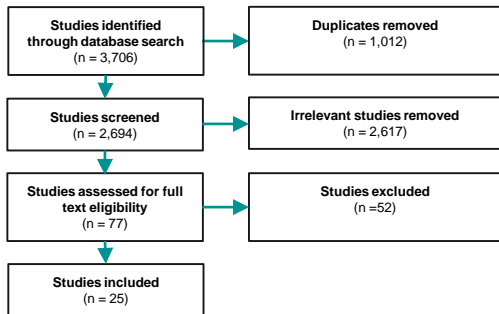 Studies identified
through database search
(n = 3,706)
Duplicates removed
(n = 1,012)
Studies screened
(n = 2,694)
Irrelevant studies removed
(n = 2,617)
Studies assessed for full
text eligibility
(n = 77)
Studies excluded
(n =52)
Studies included
(n = 25)